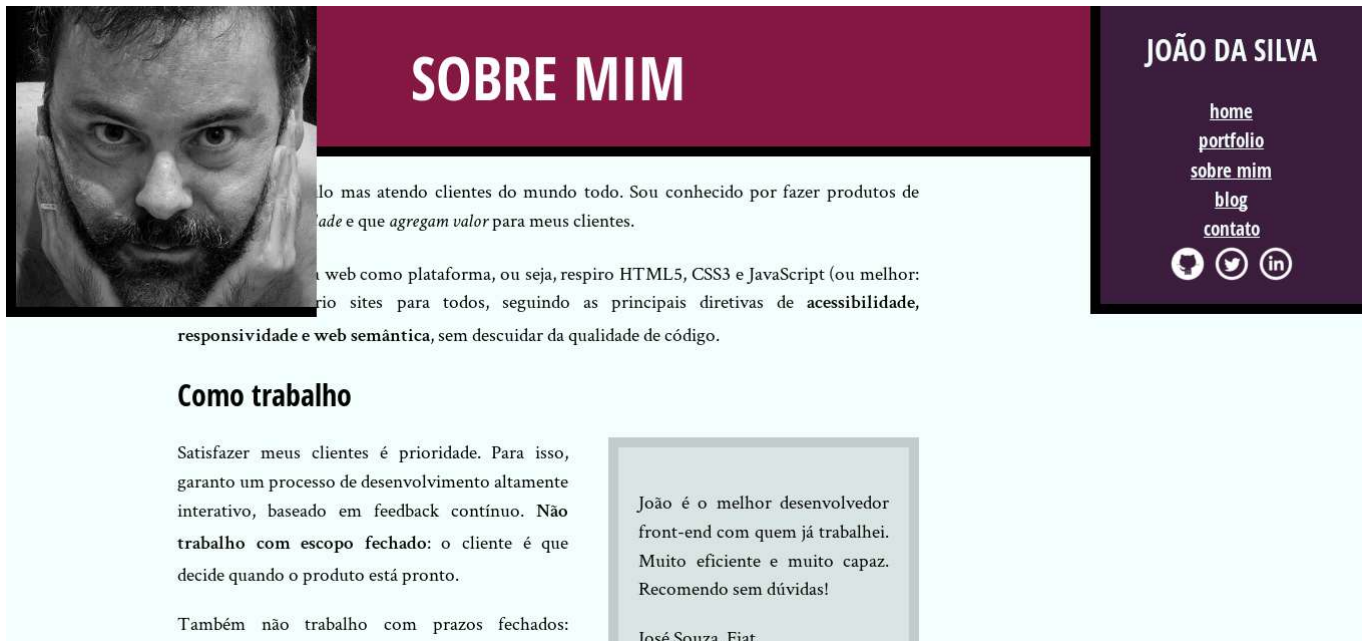 SOBRE MIM
JOÃO DA SILVA
home
portfolio
sobre mim
blog
contato
in
mas atendo clientes do mundo todo. Sou conhecido por fazer produtos de
e que agregam valor para meus clientes.
web como plataforma, ou seja, respiro HTML5, CSS3 e JavaScript (ou melhor:
sites para todos, seguindo as principais diretivas de acessibilidade,
responsividade e web semântica, sem descuidar da qualidade de código.
Como trabalho
Satisfazer meus clientes é prioridade. Para isso,
garanto um processo de desenvolvimento altamente
interativo, baseado em feedback contínuo. Não
trabalho com escopo fechado: o cliente é que
decide quando o produto está pronto.
Também não trabalho com prazos fechados:
João é o melhor desenvolvedor
front-end com quem já trabalhei.
Muito eficiente e muito capaz.
Recomendo sem dúvidas!
José Souza, Fiat